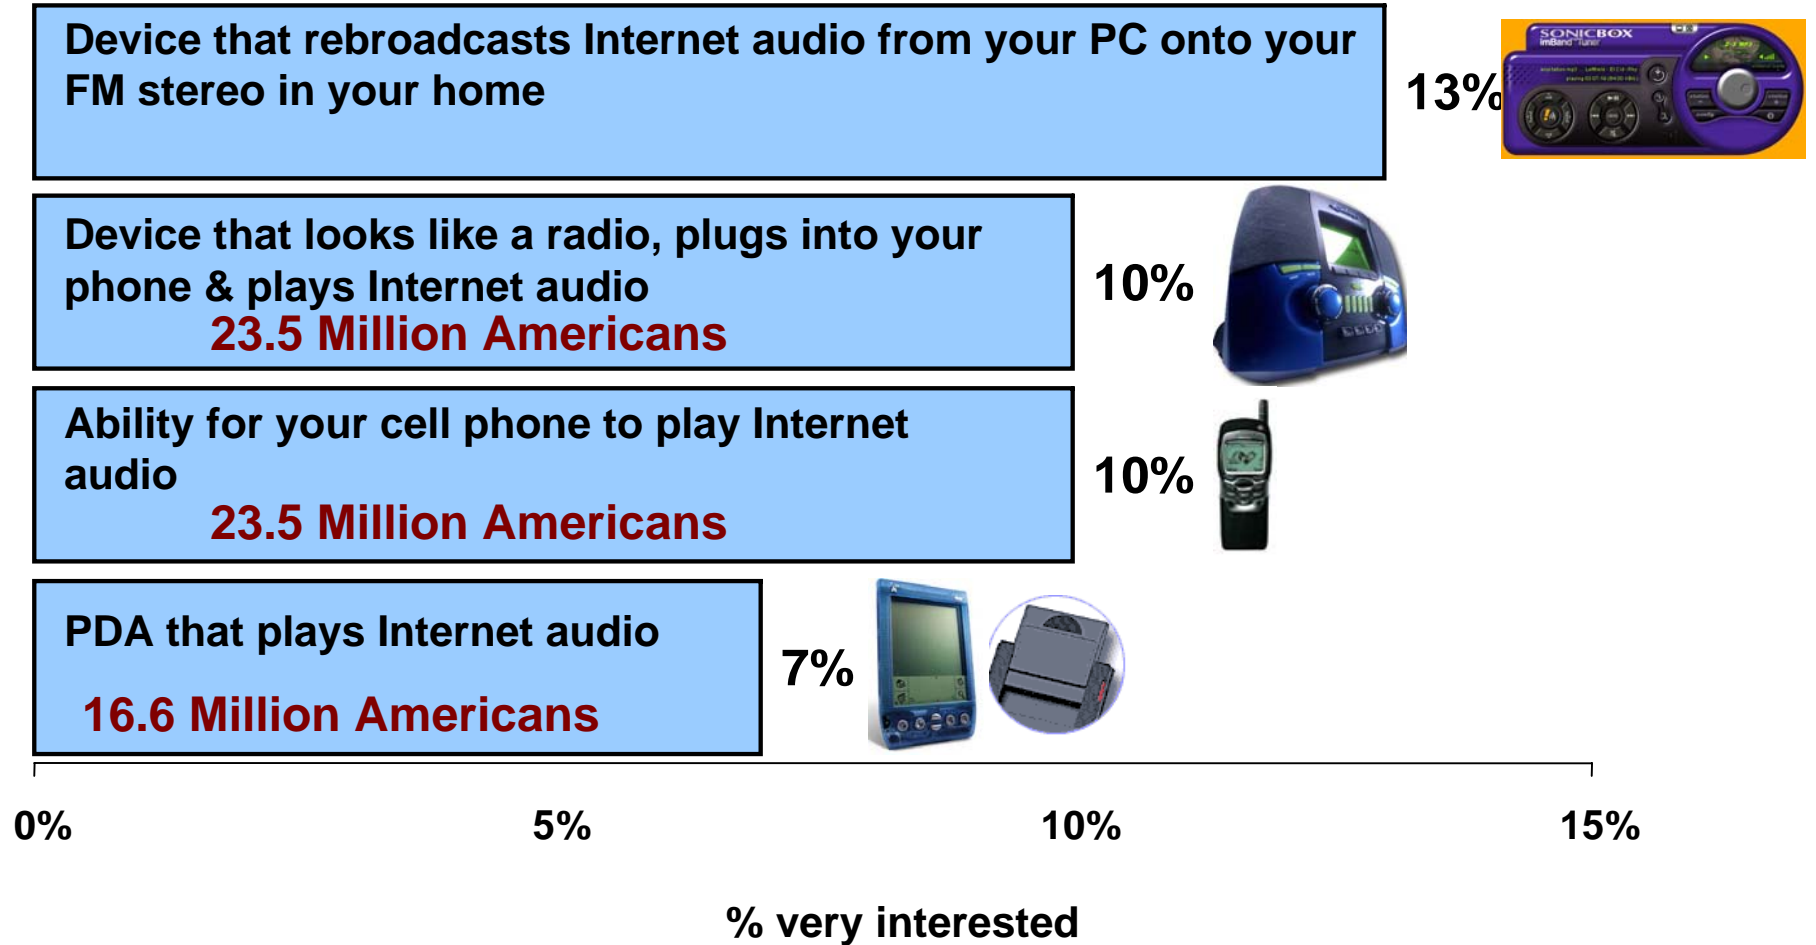 Device that rebroadcasts Internet audio from your PC onto your
FM stereo in your home
13%
SONICBOX
imBand Tuner
Device that looks like a radio, plugs into your
phone & plays Internet audio
23.5 Million Americans
10%
Ability for your cell phone to play Internet
audio
23.5 Million Americans
10%
PDA that plays Internet audio
16.6 Million Americans
7%
0% 5% 10% 15%
% very interested